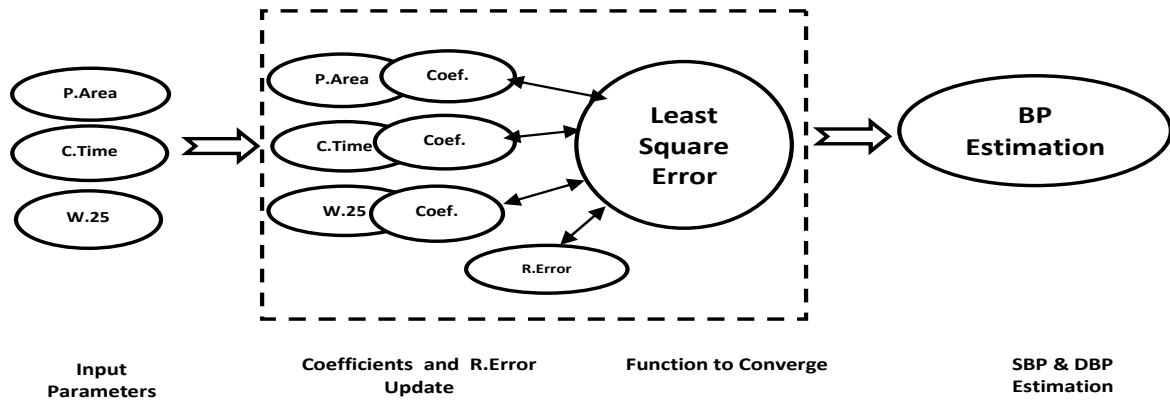 P.Area
C.Time
W.25
P.Area
Coef.
C.Time
Coef.
W.25
Coef.
R.Error
Least
Square
Error
BP
Estimation
Input
Parameters
Coefficients and R.Error
Update
Function to Converge
SBP & DBP
Estimation